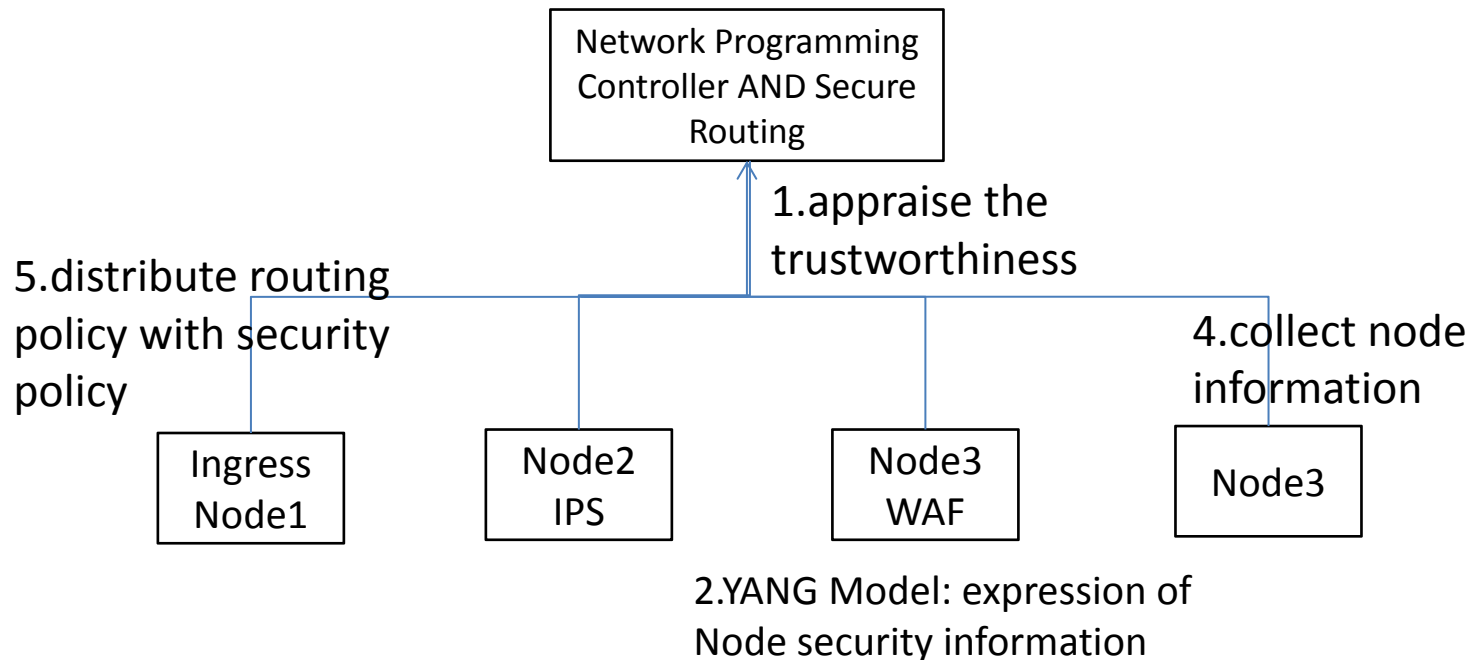 Network Programming
Controller AND Secure
Routing
1.appraise the
trustworthiness
5.distribute routing
policy with security
policy
4.collect node
information
Ingress
Node1
Node2
IPS
Node3
WAF
Node3
2.YANG Model: expression of
Node security information